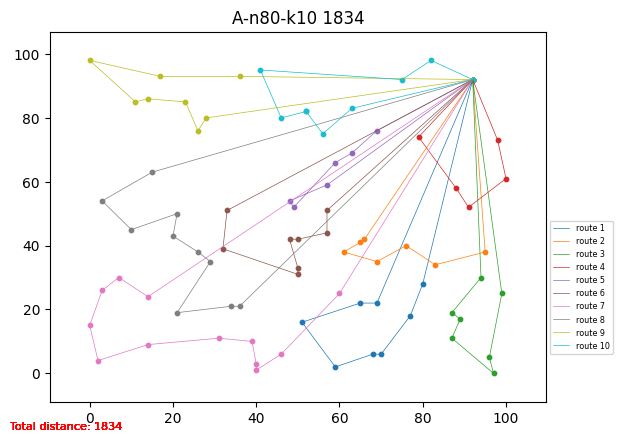 A-n80-k10 1834
100
80
60
40
20
0
0 20 40 60 80 100
route 1
route 2
route 3
route 4
route 5
route 6
route 7
route 8
route 9
route 10
Total distance: 1834